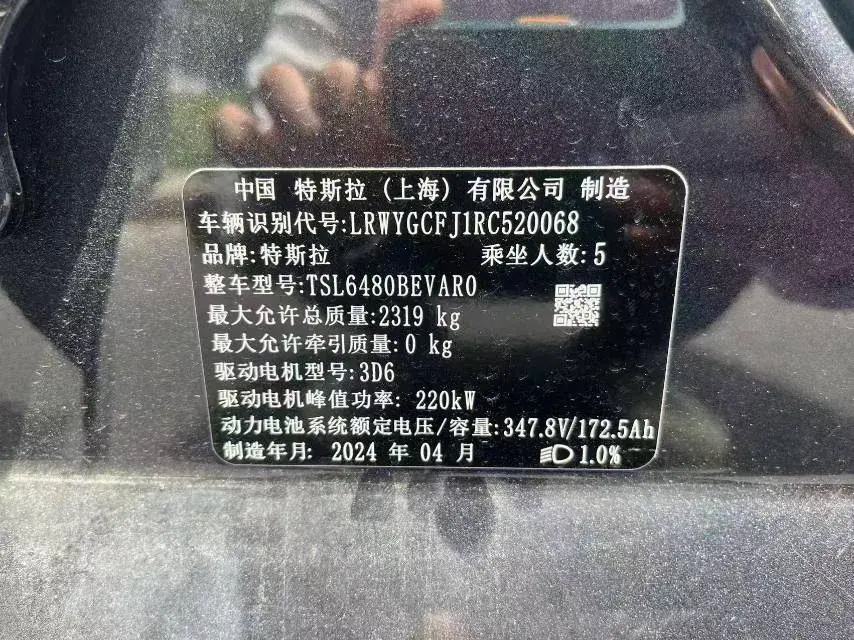 中国 特斯拉 (上海) 有限公司 制造
车辆识别代号:LRWYGCFJ1RC520068
品牌:特斯拉 乘坐人数:5
整车型号:TSL6480BEVAR0
最大允许总质量:2319 kg
最大允许牵引质量:0 kg
驱动电机型号:3D6
驱动电机峰值功率: 220kW
动力电池系统额定电压/容量:347.8V/172.5Ah
制造年月: 2024 年 04 月 1.0%